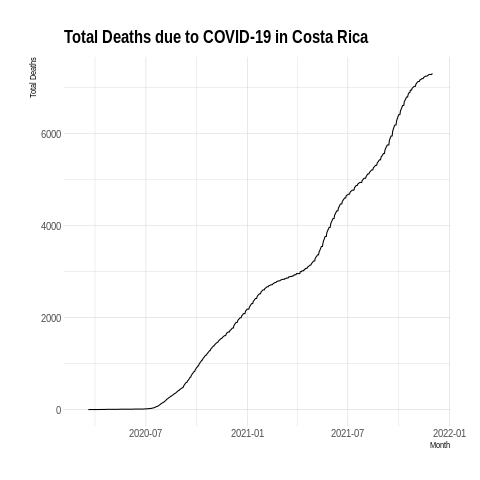 Total Deaths due to COVID-19 in Costa Rica
Total Deaths
6000
4000
2000
0
2020-07 2021-01 2021-07 2022-01
Month